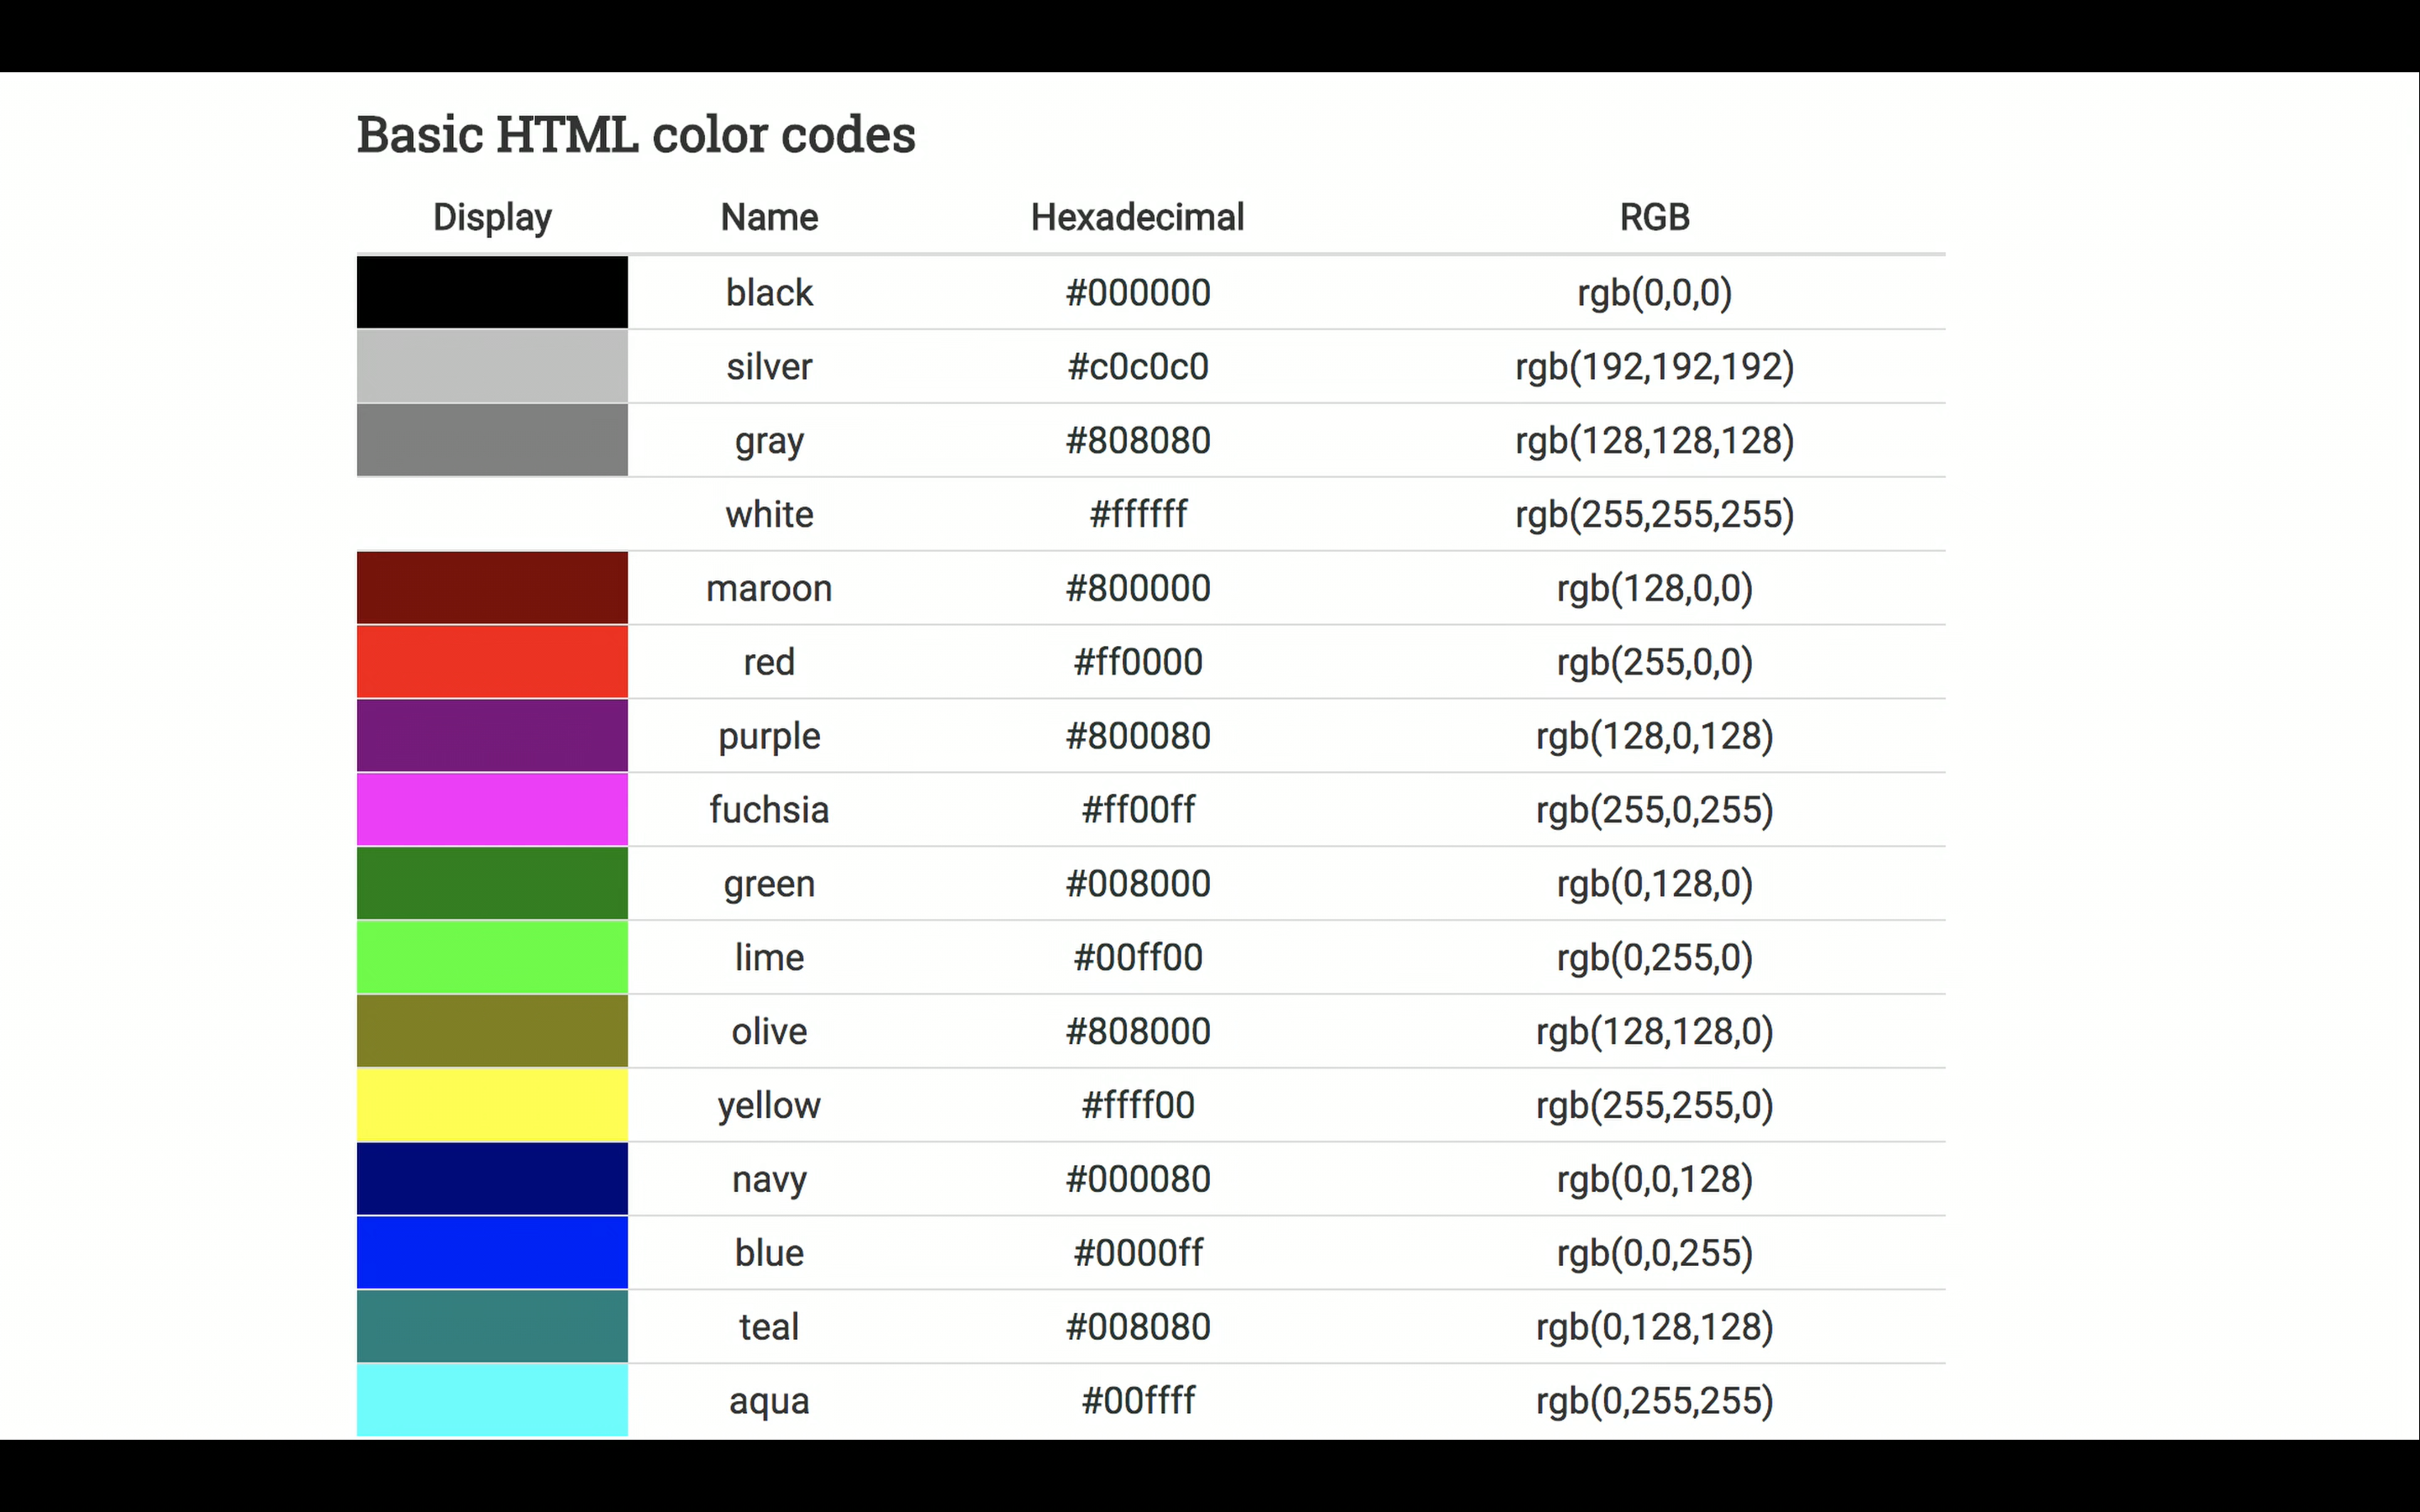 Basic HTML color codes
Display Name Hexadecimal RGB
black #000000 rgb(0,0,0)
silver #c0c0c0 rgb(192,192,192)
gray #808080 rgb(128,128,128)
white #ffffff rgb(255,255,255)
maroon #800000 rgb(128,0,0)
red #ff0000 rgb(255,0,0)
purple #800080 rgb(128,0,128)
fuchsia #ff00ff rgb(255,0,255)
green #008000 rgb(0,128,0)
lime #00ff00 rgb(0,255,0)
olive #808000 rgb(128,128,0)
yellow #ffff00 rgb(255,255,0)
navy #000080 rgb(0,0,128)
blue #0000ff rgb(0,0,255)
teal #008080 rgb(0,128,128)
aqua #00ffff rgb(0,255,255)